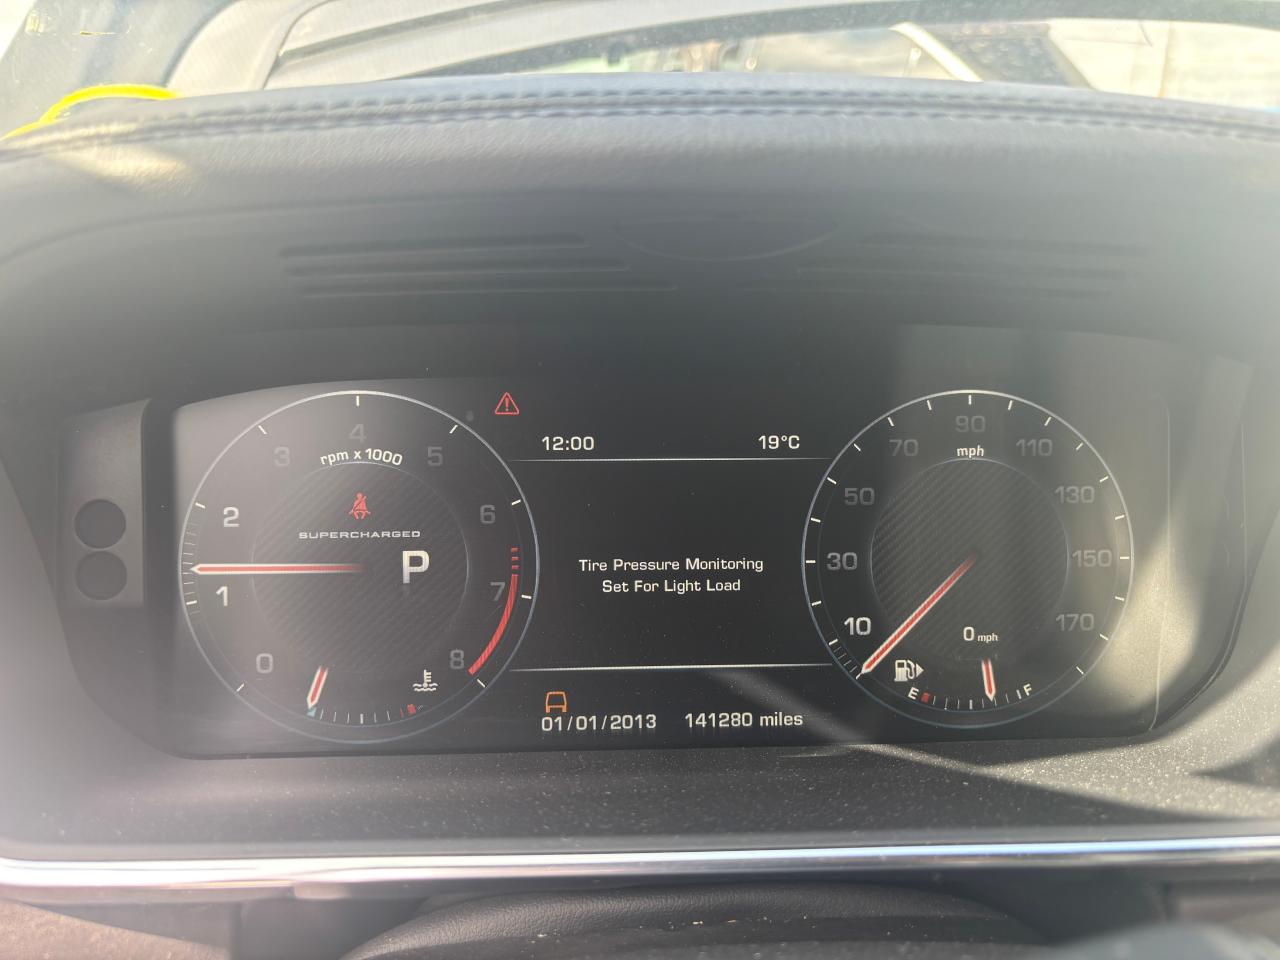 12:00 19°C
0 1 2 3 4 5 6 7 8
rpm x 1000
SUPERCHARGED
P
Tire Pressure Monitoring
Set For Light Load
01/01/2013 141280 miles
10 30 50 70 90 110 130 150 170
mph
0 mph
E F